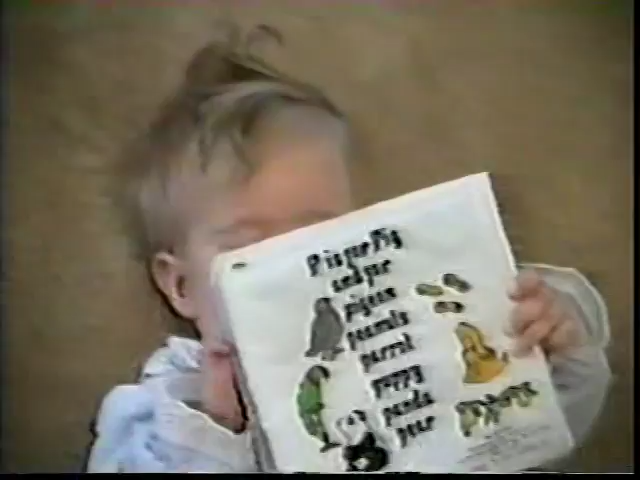 P is for Pig
and for
pigeon
peanuts
parrot
puppy
panda
pear